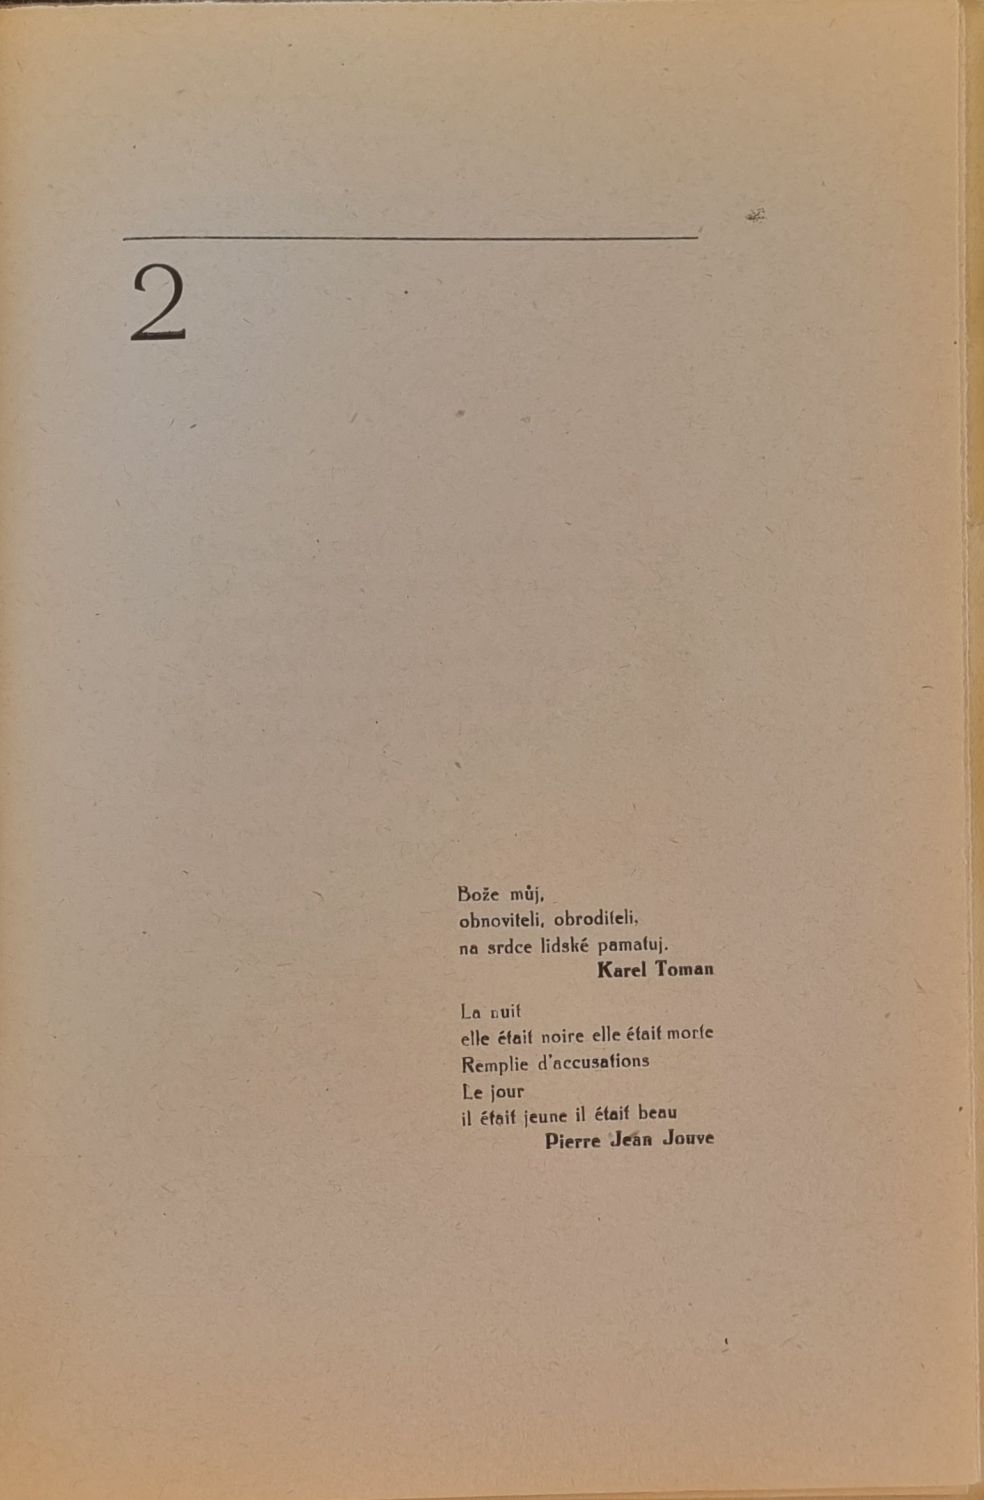 2
Bože můj,
obnoviteli, obroditeli,
na srdce lidské pamatuj.
Karel Toman
La nuit
elle était noire elle était morte
Remplie d'accusations
Le jour
il était jeune il était beau
Pierre Jean Jouve